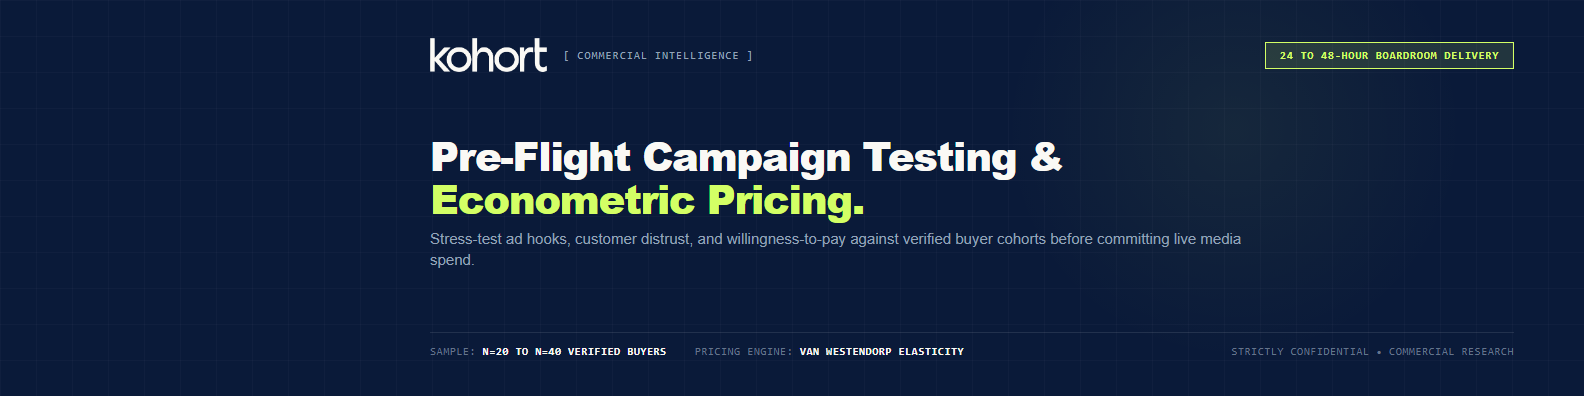 kohort [ COMMERCIAL INTELLIGENCE ] 24 TO 48-HOUR BOARDROOM DELIVERY
Pre-Flight Campaign Testing &
Econometric Pricing.
Stress-test ad hooks, customer distrust, and willingness-to-pay against verified buyer cohorts before committing live media
spend.
SAMPLE: N=20 TO N=40 VERIFIED BUYERS PRICING ENGINE: VAN WESTENDORP ELASTICITY STRICTLY CONFIDENTIAL • COMMERCIAL RESEARCH